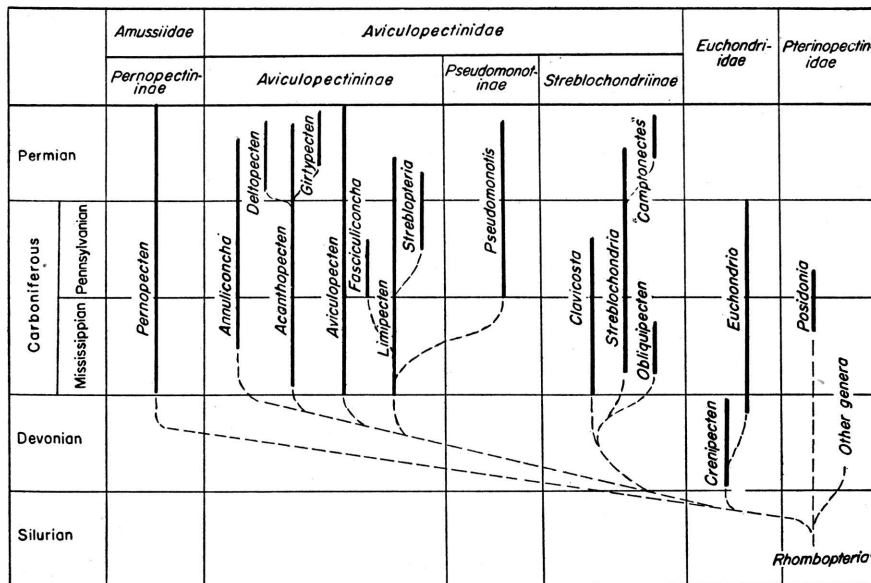 Amussiidae
Aviculopectinidae
Euchondri-
idae
Pterinopectin-
idae
Pernopectin-
inae
Aviculopectininae
Pseudomonot-
inae
Streblochondriinae
Permian
Carboniferous
Pennsylvanian
Mississippian
Devonian
Silurian
Pernopecten
Annuliconcha
Deltopecten
Acanthopecten
Girtypecten
Aviculopecten
Fasciculiconcha
Limipecten
Streblopteria
Pseudomonotis
Clavicosta
Streblochondria
"Camptonectes"
Obliquipecten
Euchondrio
Crenipecten
Posidonia
Other genera
Rhombopteria